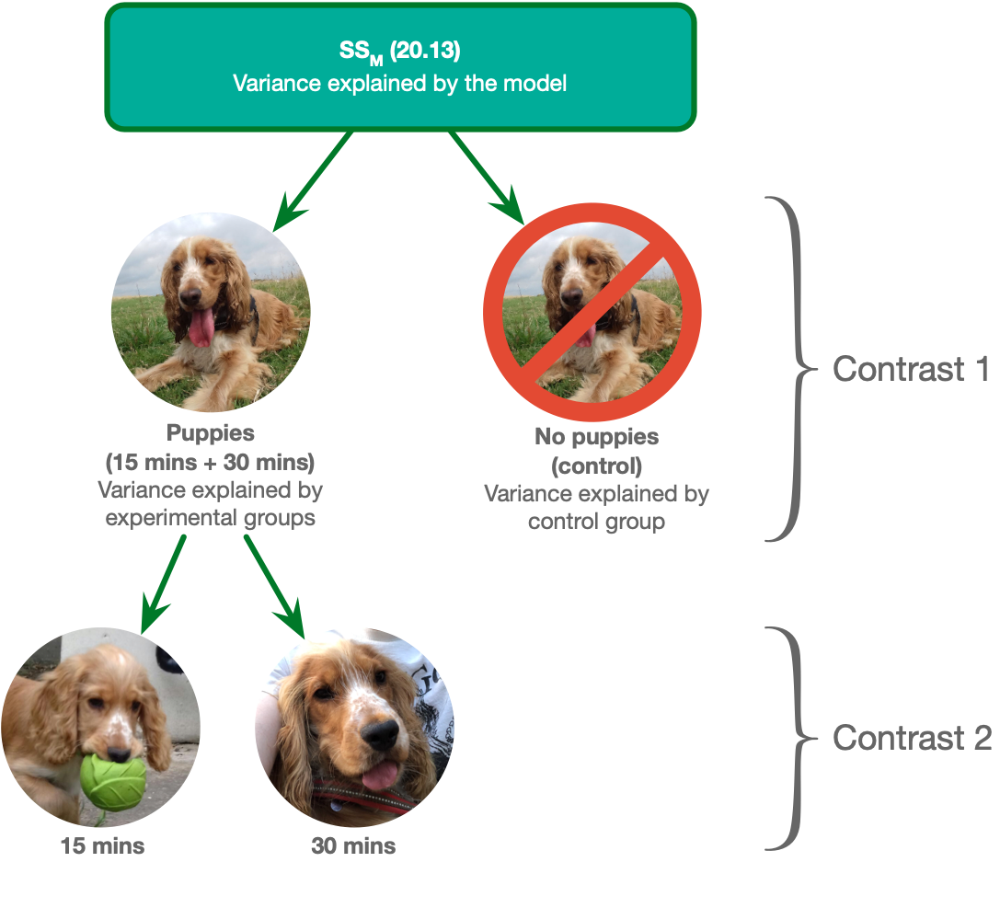 SSM (20.13)
Variance explained by the model
Puppies
(15 mins + 30 mins)
Variance explained by
experimental groups
No puppies
(control)
Variance explained by
control group
Contrast 1
15 mins
30 mins
Contrast 2